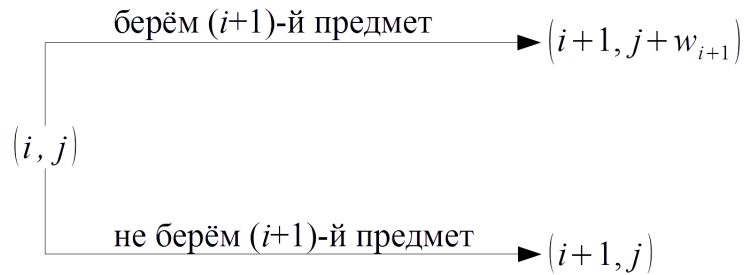 берём (i+1)-й предмет
(i+1, j+w_{i+1})
(i, j)
не берём (i+1)-й предмет
(i+1, j)